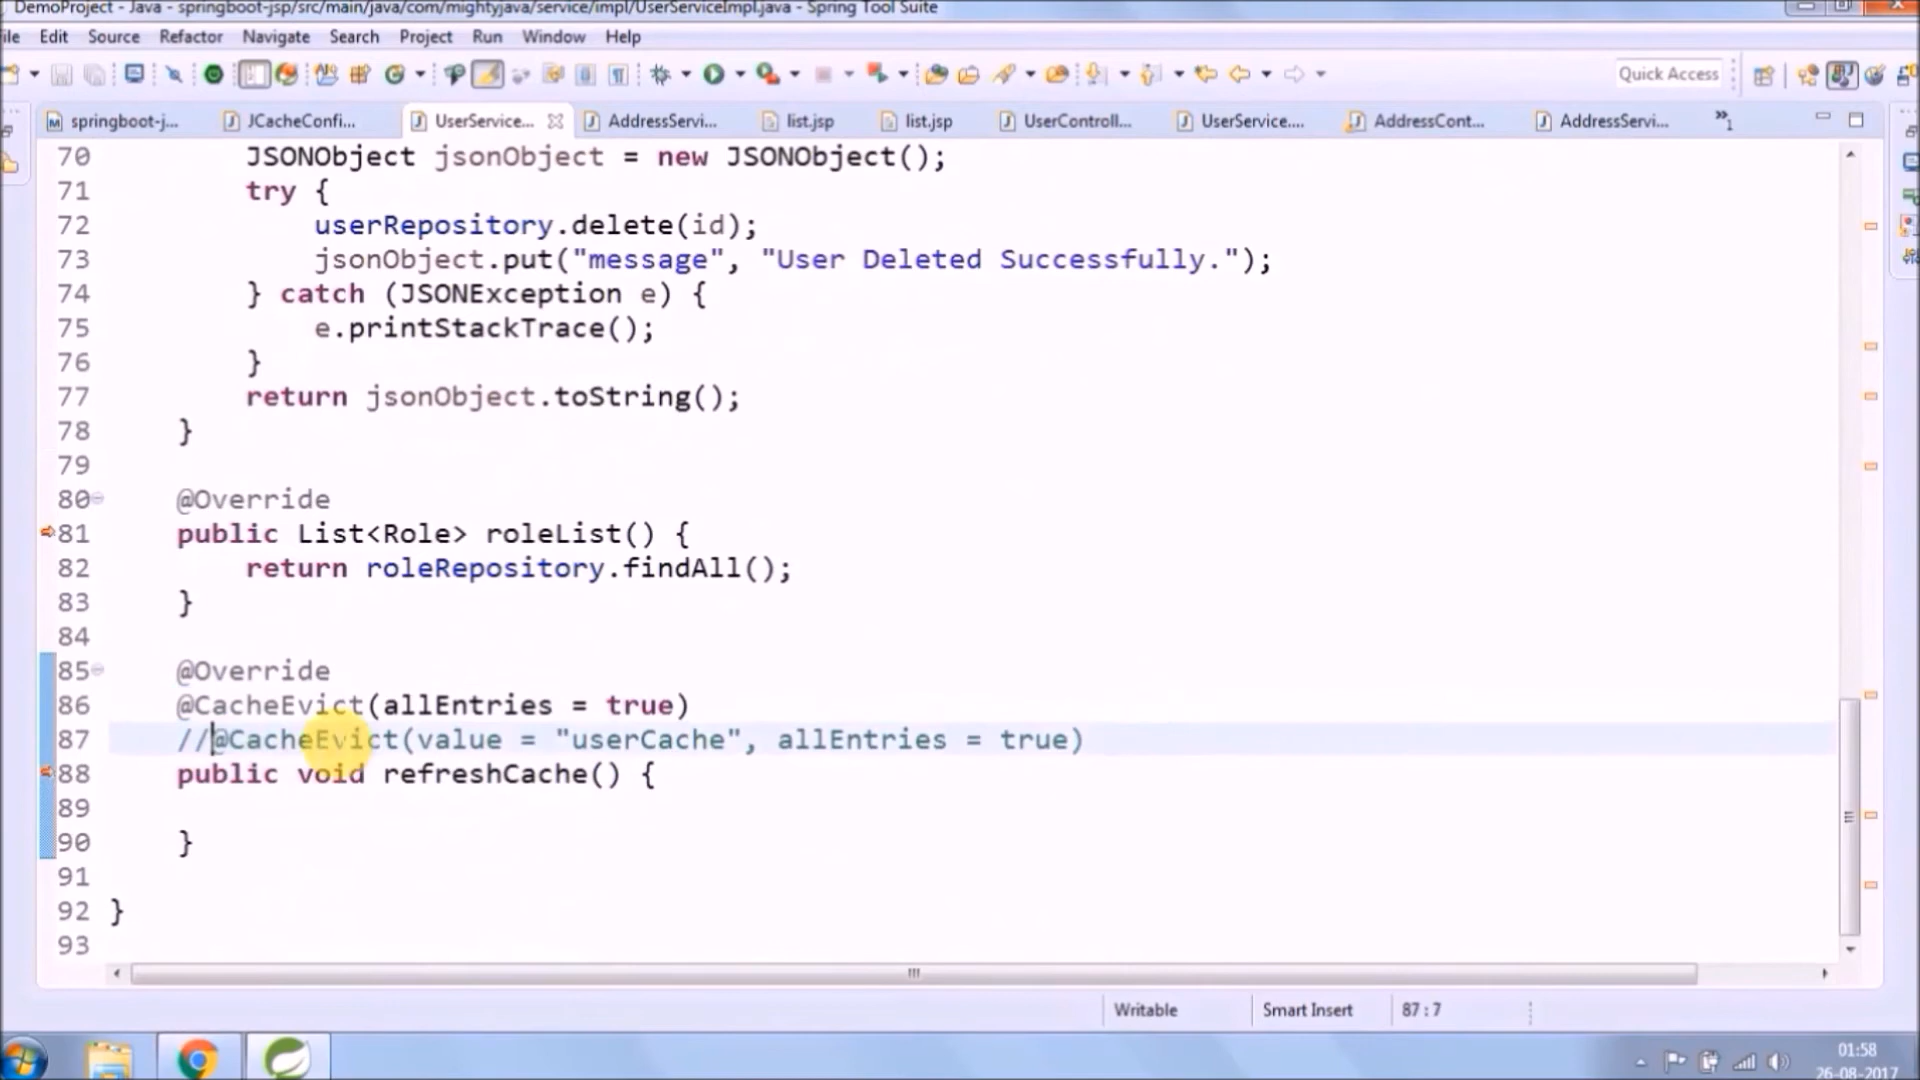 DemoProject - Java - springboot-jsp/src/main/java/com/mightyjava/service/impl/UserServiceImpl.java - Spring Tool Suite
ile Edit Source Refactor Navigate Search Project Run Window Help
Quick Access
springboot-j... JCacheConfi... UserService... AddressServi... list.jsp list.jsp UserControll... UserService.... AddressCont... AddressServi... »1
70 JSONObject jsonObject = new JSONObject();
71 try {
72 userRepository.delete(id);
73 jsonObject.put("message", "User Deleted Successfully.");
74 } catch (JSONException e) {
75 e.printStackTrace();
76 }
77 return jsonObject.toString();
78 }
79
80 @Override
81 public List<Role> roleList() {
82 return roleRepository.findAll();
83 }
84
85 @Override
86 @CacheEvict(allEntries = true)
87 //@CacheEvict(value = "userCache", allEntries = true)
88 public void refreshCache() {
89
90 }
91
92 }
93
Writable Smart Insert 87 : 7
01:58
26-08-2017